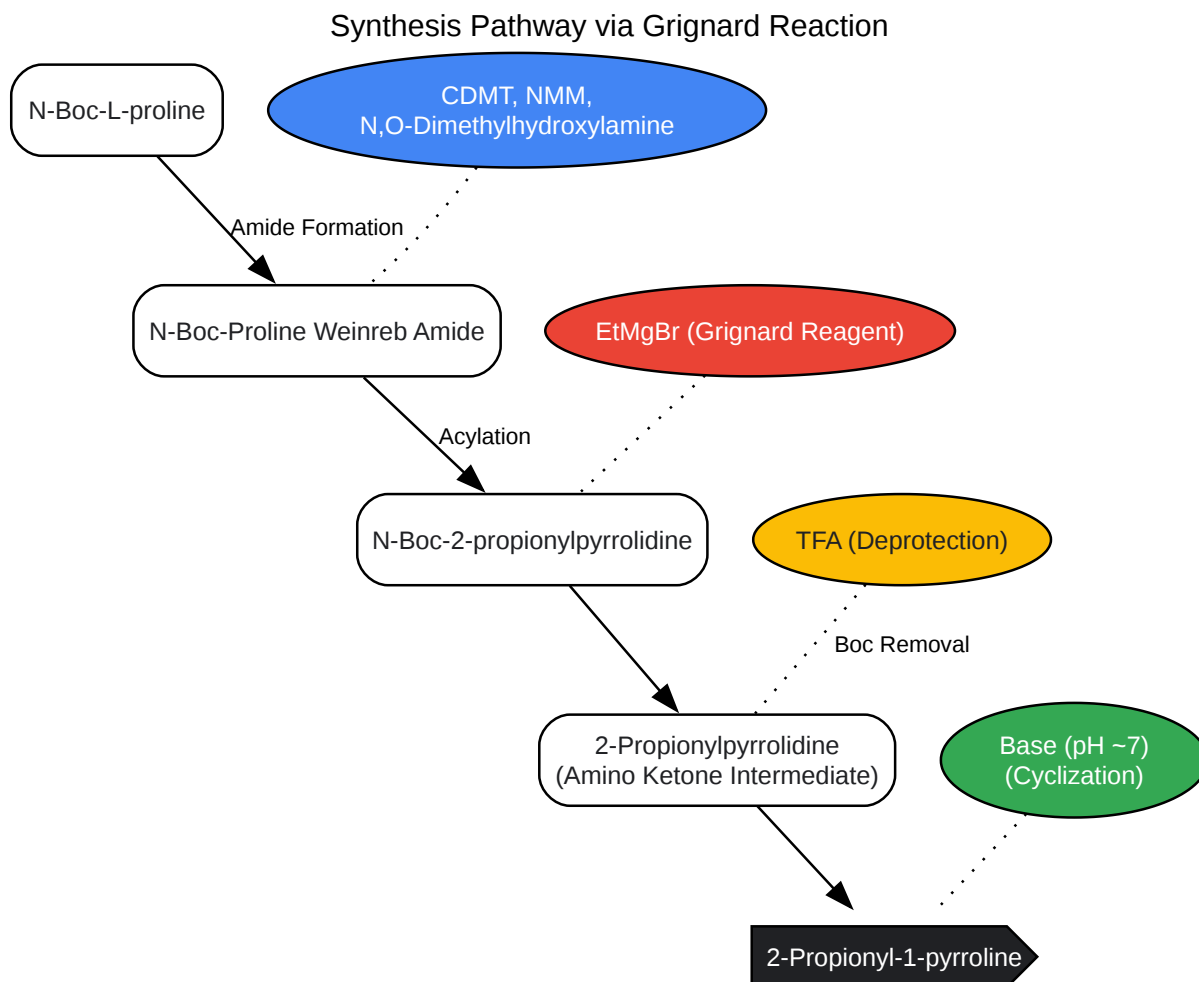 Synthesis Pathway via Grignard Reaction
N-Boc-L-proline
CDMT, NMM,
N,O-Dimethylhydroxylamine
Amide Formation
N-Boc-Proline Weinreb Amide
EtMgBr (Grignard Reagent)
Acylation
N-Boc-2-propionylpyrrolidine
TFA (Deprotection)
Boc Removal
2-Propionylpyrrolidine
(Amino Ketone Intermediate)
Base (pH ~7)
(Cyclization)
2-Propionyl-1-pyrroline